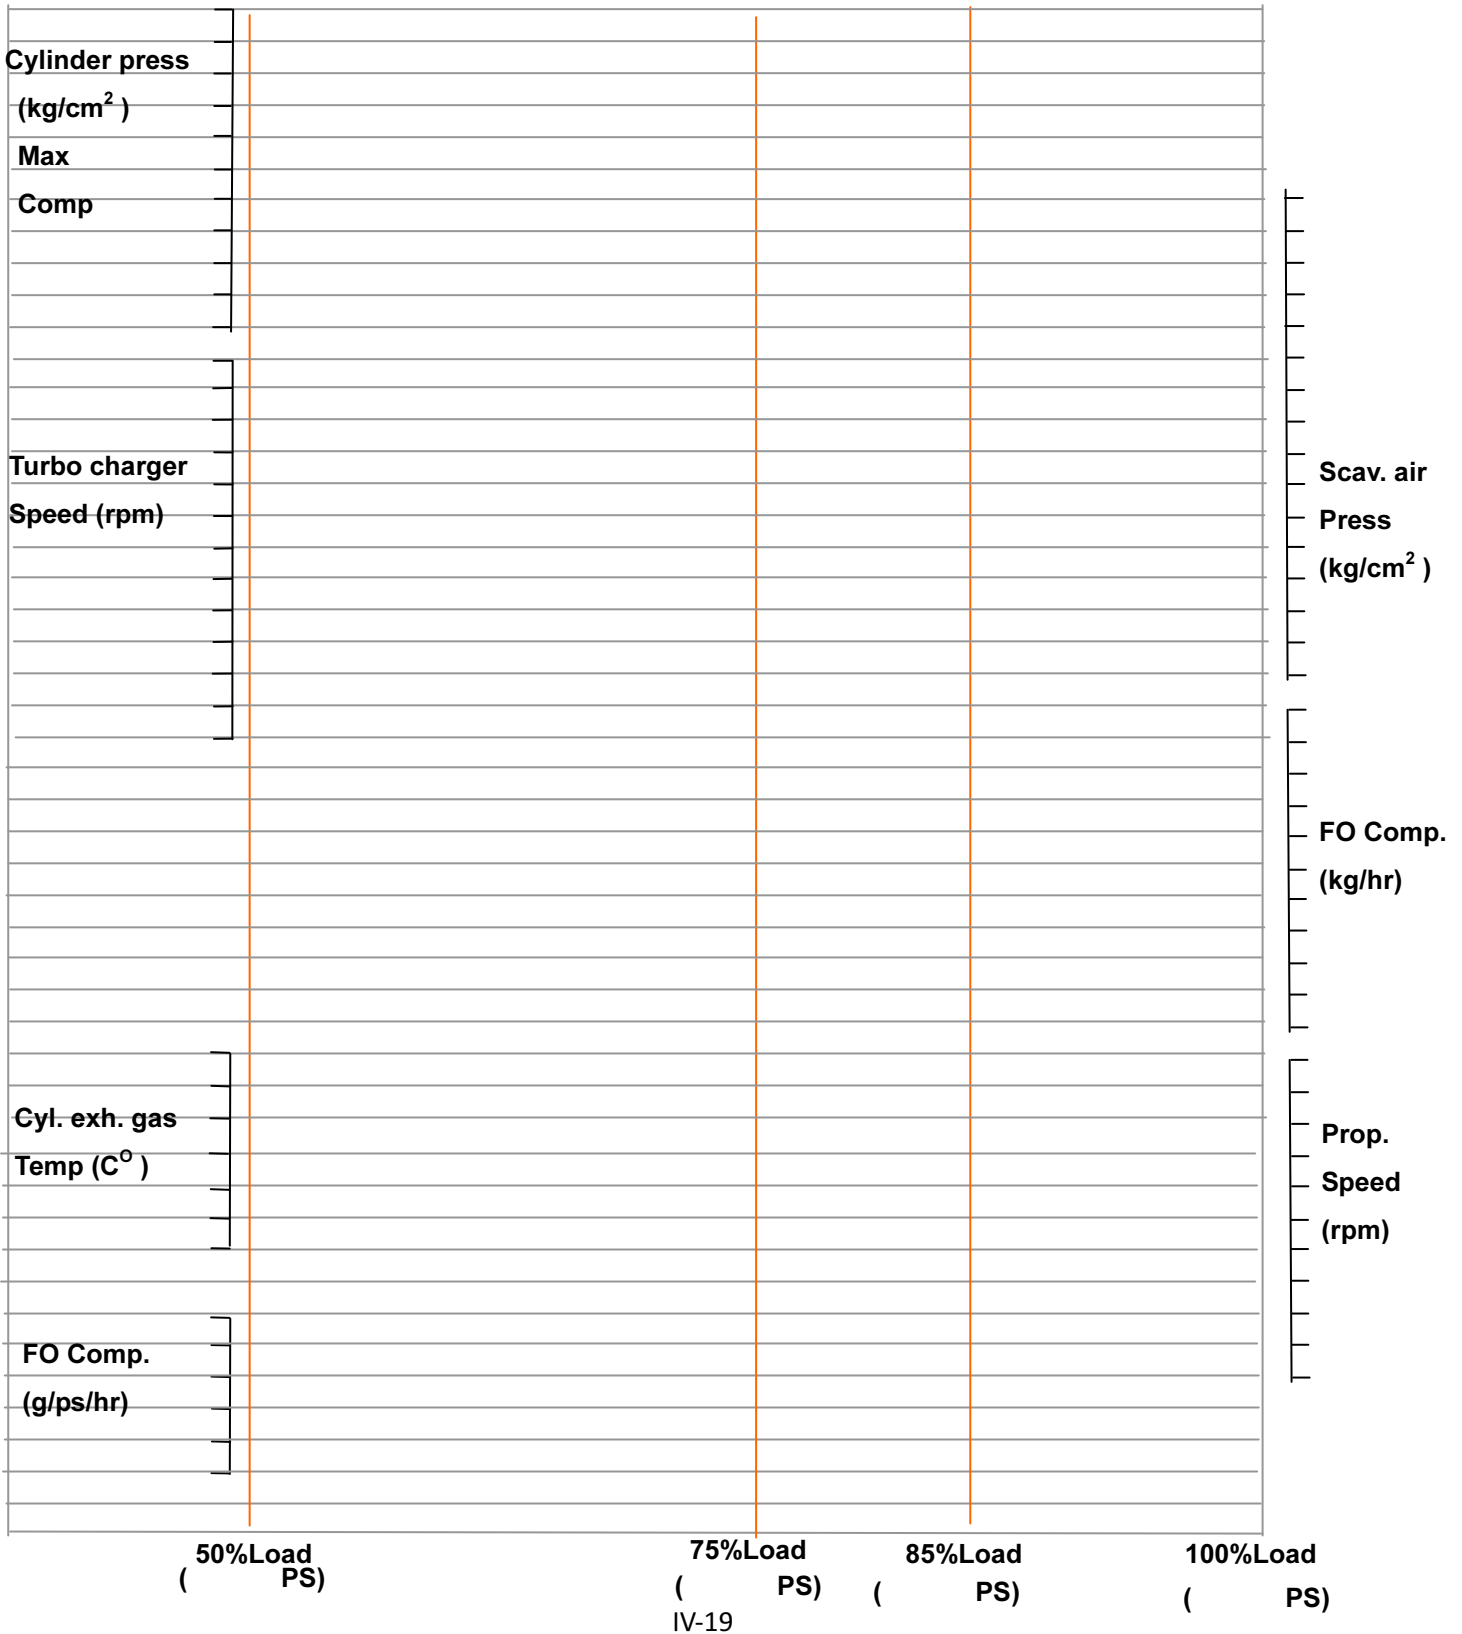 Cylinder press
(kg/cm² )
Max
Comp
Turbo charger
Speed (rpm)
Scav. air
Press
(kg/cm² )
FO Comp.
(kg/hr)
Cyl. exh. gas
Temp (Cᴼ )
Prop.
Speed
(rpm)
FO Comp.
(g/ps/hr)
50%Load
( PS)
75%Load
( PS)
85%Load
( PS)
100%Load
( PS)
IV-19